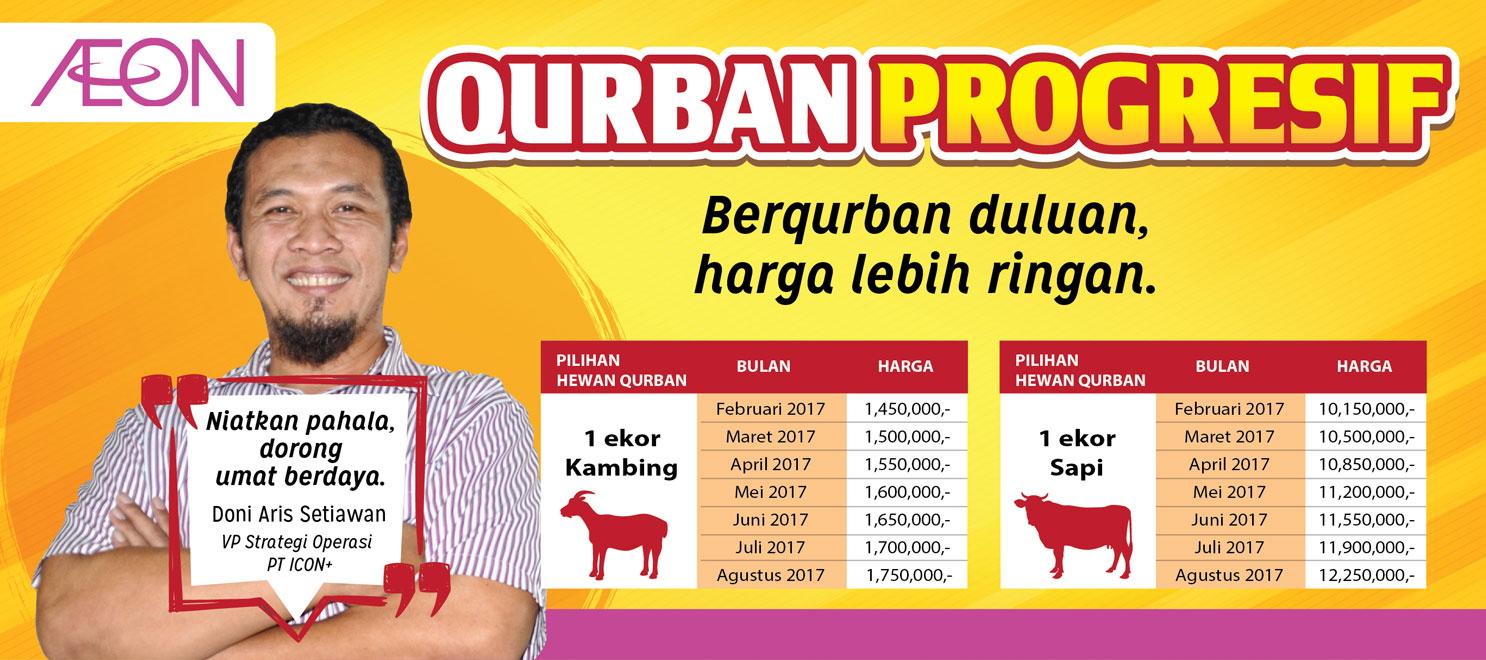 ÆON
QURBAN PROGRESIF
Berqurban duluan,
harga lebih ringan.
Niatkan pahala,
dorong
umat berdaya.
Doni Aris Setiawan
VP Strategi Operasi
PT ICON+
PILIHAN
HEWAN QURBAN
BULAN
HARGA
1 ekor
Kambing
Februari 2017 1,450,000,-
Maret 2017 1,500,000,-
April 2017 1,550,000,-
Mei 2017 1,600,000,-
Juni 2017 1,650,000,-
Juli 2017 1,700,000,-
Agustus 2017 1,750,000,-
PILIHAN
HEWAN QURBAN
BULAN
HARGA
1 ekor
Sapi
Februari 2017 10,150,000,-
Maret 2017 10,500,000,-
April 2017 10,850,000,-
Mei 2017 11,200,000,-
Juni 2017 11,550,000,-
Juli 2017 11,900,000,-
Agustus 2017 12,250,000,-